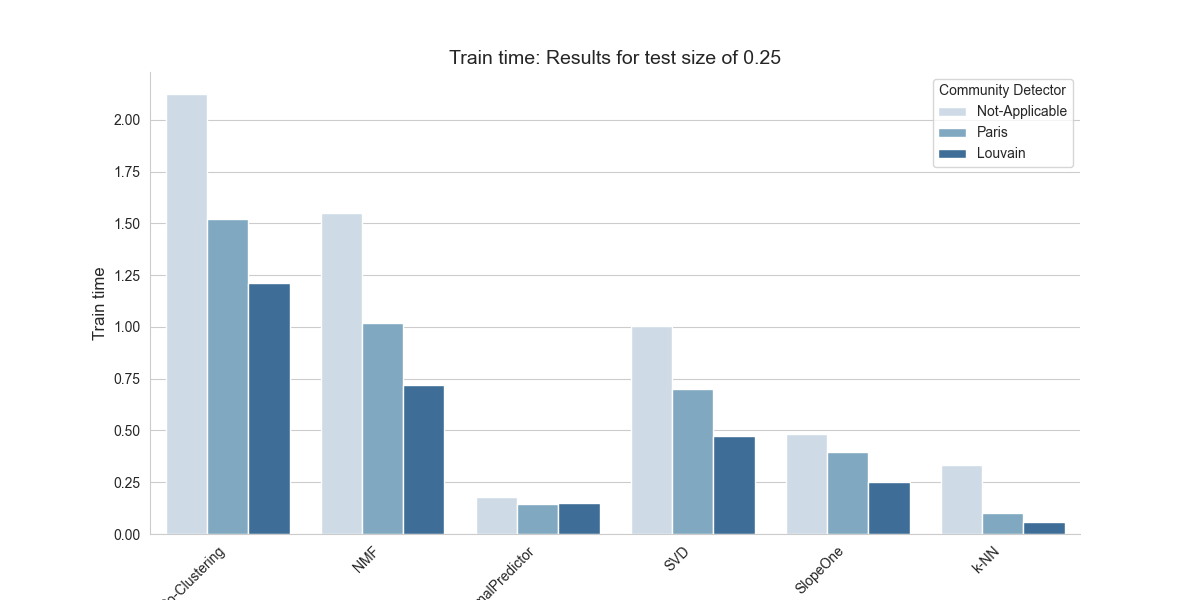 Train time: Results for test size of 0.25
Community Detector
Not-Applicable
Paris
Louvain
Train time
2.00
1.75
1.50
1.25
1.00
0.75
0.50
0.25
0.00
o-Clustering
NMF
malPredictor
SVD
SlopeOne
k-NN